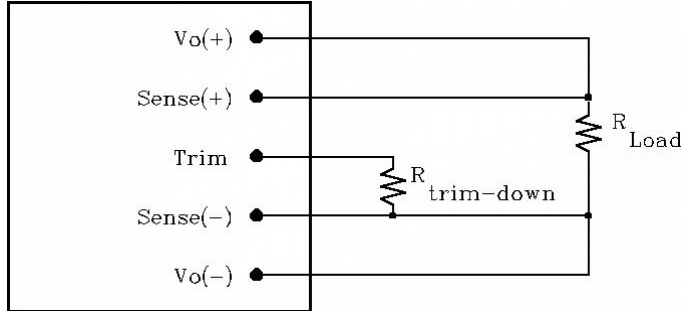 Vo(+)
Sense(+)
R
Load
Trim
R
trim-down
Sense(-)
Vo(-)